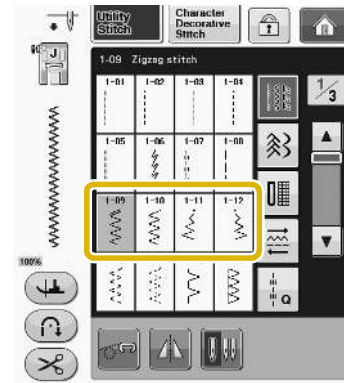 Utility
Stitch
Character
Decorative
Stitch
J
1-09 Zigzag stitch
1/3
1-01 1-02 1-03 1-04
1-05 1-06 1-07 1-08
1-09 1-10 1-11 1-12
Q
100%